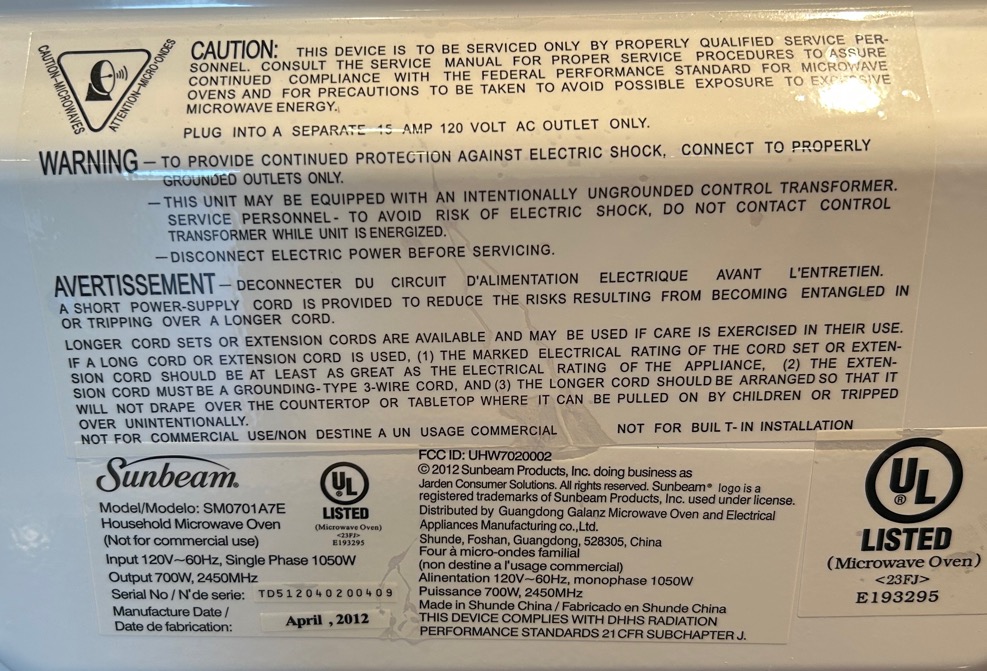 CAUTION-MICROWAVES
ATTENTION-MICRO-ONDES
CAUTION: THIS DEVICE IS TO BE SERVICED ONLY BY PROPERLY QUALIFIED SERVICE PER-
SONNEL. CONSULT THE SERVICE MANUAL FOR PROPER SERVICE PROCEDURES TO ASSURE
CONTINUED COMPLIANCE WITH THE FEDERAL PERFORMANCE STANDARD FOR MICROWAVE
OVENS AND FOR PRECAUTIONS TO BE TAKEN TO AVOID POSSIBLE EXPOSURE TO EXCESSIVE
MICROWAVE ENERGY.
PLUG INTO A SEPARATE 15 AMP 120 VOLT AC OUTLET ONLY.
WARNING — TO PROVIDE CONTINUED PROTECTION AGAINST ELECTRIC SHOCK, CONNECT TO PROPERLY
GROUNDED OUTLETS ONLY.
— THIS UNIT MAY BE EQUIPPED WITH AN INTENTIONALLY UNGROUNDED CONTROL TRANSFORMER.
SERVICE PERSONNEL- TO AVOID RISK OF ELECTRIC SHOCK, DO NOT CONTACT CONTROL
TRANSFORMER WHILE UNIT IS ENERGIZED.
— DISCONNECT ELECTRIC POWER BEFORE SERVICING.
AVERTISSEMENT — DECONNECTER DU CIRCUIT D'ALIMENTATION ELECTRIQUE AVANT L'ENTRETIEN.
A SHORT POWER-SUPPLY CORD IS PROVIDED TO REDUCE THE RISKS RESULTING FROM BECOMING ENTANGLED IN
OR TRIPPING OVER A LONGER CORD.
LONGER CORD SETS OR EXTENSION CORDS ARE AVAILABLE AND MAY BE USED IF CARE IS EXERCISED IN THEIR USE.
IF A LONG CORD OR EXTENSION CORD IS USED, (1) THE MARKED ELECTRICAL RATING OF THE CORD SET OR EXTEN-
SION CORD SHOULD BE AT LEAST AS GREAT AS THE ELECTRICAL RATING OF THE APPLIANCE, (2) THE EXTEN-
SION CORD MUST BE A GROUNDING-TYPE 3-WIRE CORD, AND (3) THE LONGER CORD SHOULD BE ARRANGED SO THAT IT
WILL NOT DRAPE OVER THE COUNTERTOP OR TABLETOP WHERE IT CAN BE PULLED ON BY CHILDREN OR TRIPPED
OVER UNINTENTIONALLY.
NOT FOR COMMERCIAL USE/NON DESTINE A UN USAGE COMMERCIAL NOT FOR BUILT-IN INSTALLATION
Sunbeam.
Model/Modelo: SM0701A7E
Household Microwave Oven
(Not for commercial use)
Input 120V~60Hz, Single Phase 1050W
Output 700W, 2450MHz
Serial No / N'de serie: TD512040200409
Manufacture Date /
Date de fabrication: April , 2012
UL ®
LISTED
(Microwave Oven)
<23FJ>
E193295
FCC ID: UHW7020002
© 2012 Sunbeam Products, Inc. doing business as
Jarden Consumer Solutions. All rights reserved. Sunbeam® logo is a
registered trademarks of Sunbeam Products, Inc. used under license.
Distributed by Guangdong Galanz Microwave Oven and Electrical
Appliances Manufacturing co.,Ltd.
Shunde, Foshan, Guangdong, 528305, China
Four à micro-ondes familial
(non destine a l'usage commercial)
Alinentation 120V~60Hz, monophase 1050W
Puissance 700W, 2450MHz
Made in Shunde China / Fabricado en Shunde China
THIS DEVICE COMPLIES WITH DHHS RADIATION
PERFORMANCE STANDARDS 21 CFR SUBCHAPTER J.
UL ®
LISTED
(Microwave Oven)
<23FJ>
E193295